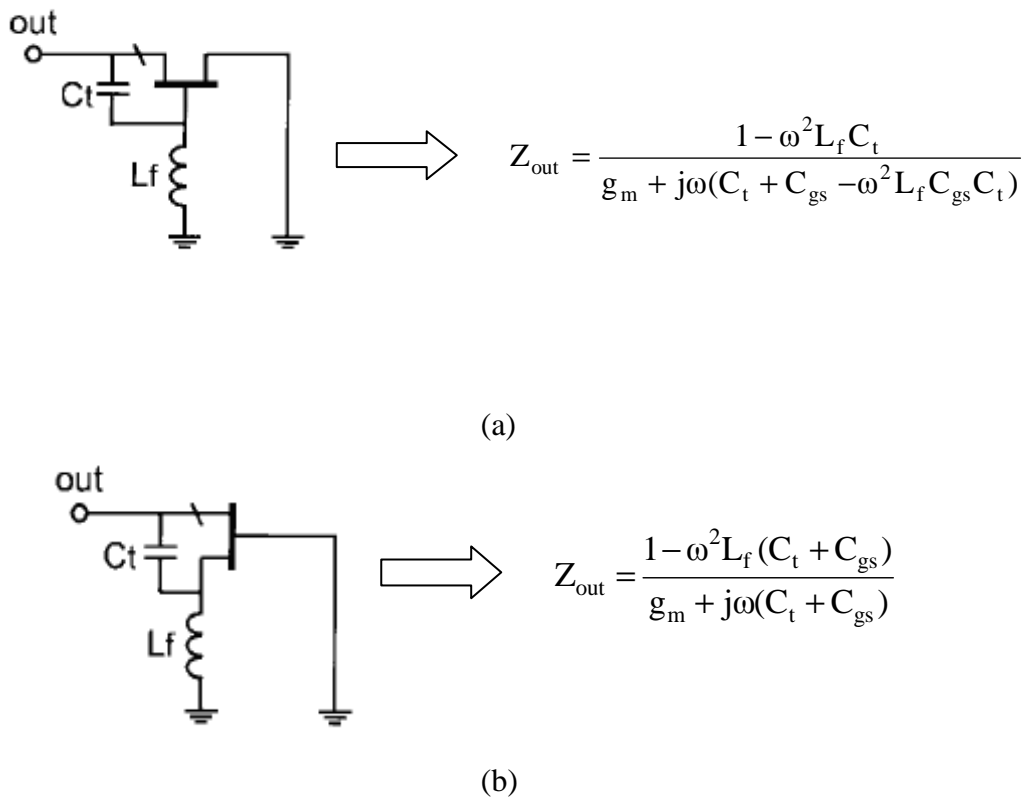 out
Ct
Lf
Z_out = (1 − ω²L_fC_t) / (g_m + jω(C_t + C_gs − ω²L_fC_gsC_t))
(a)
out
Ct
Lf
Z_out = (1 − ω²L_f(C_t + C_gs)) / (g_m + jω(C_t + C_gs))
(b)